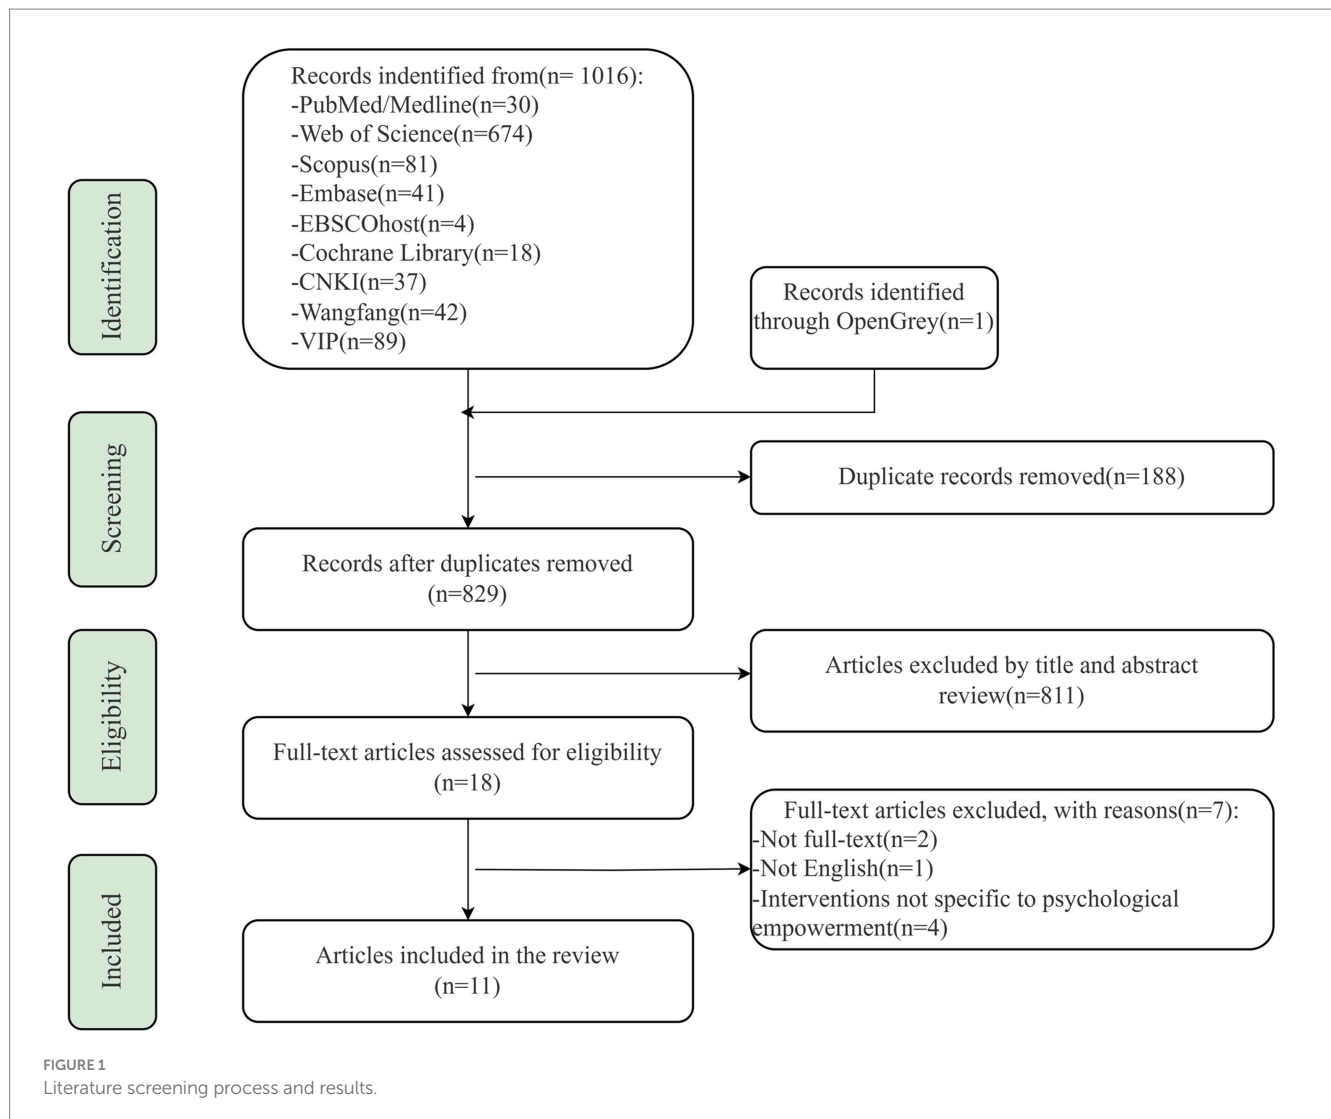 Records indentified from(n= 1016):
-PubMed/Medline(n=30)
-Web of Science(n=674)
-Scopus(n=81)
-Embase(n=41)
-EBSCOhost(n=4)
-Cochrane Library(n=18)
-CNKI(n=37)
-Wangfang(n=42)
-VIP(n=89)
Identification
Records identified
through OpenGrey(n=1)
Screening
Duplicate records removed(n=188)
Records after duplicates removed
(n=829)
Eligibility
Articles excluded by title and abstract
review(n=811)
Full-text articles assessed for eligibility
(n=18)
Full-text articles excluded, with reasons(n=7):
-Not full-text(n=2)
-Not English(n=1)
-Interventions not specific to psychological
empowerment(n=4)
Included
Articles included in the review
(n=11)
FIGURE 1
Literature screening process and results.